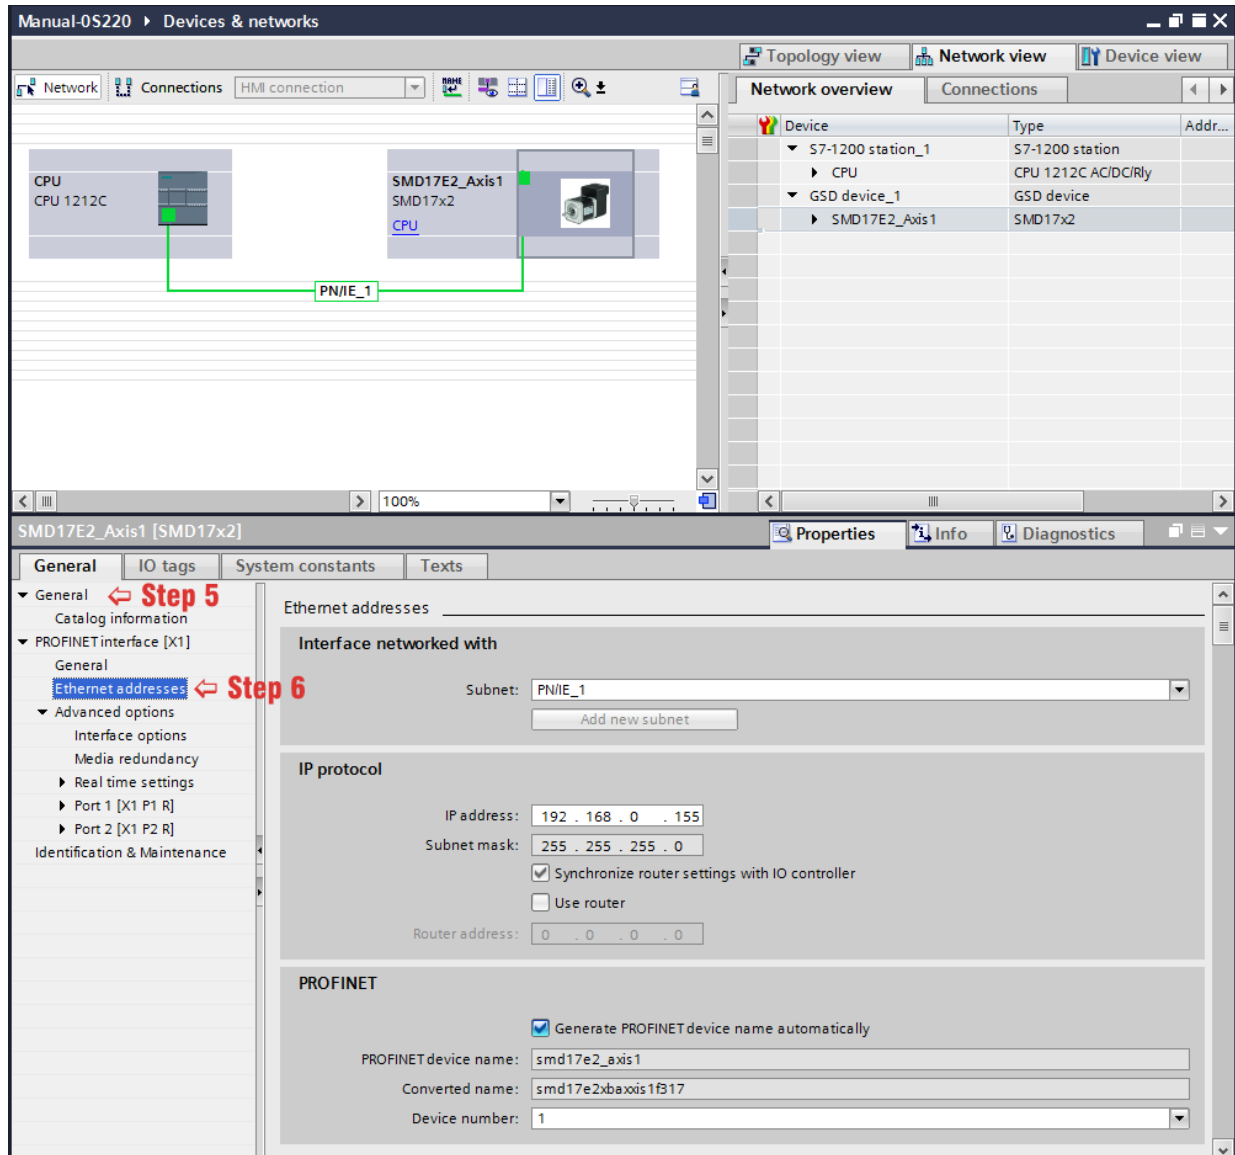 Manual-0S220 ▸ Devices & networks
Topology view Network view Device view
Network Connections HMI connection
Network overview Connections
Device Type Addr...
S7-1200 station_1 S7-1200 station
CPU CPU 1212C AC/DC/Rly
GSD device_1 GSD device
SMD17E2_Axis1 SMD17x2
CPU
CPU 1212C
SMD17E2_Axis1
SMD17x2
CPU
PN/IE_1
100%
SMD17E2_Axis1 [SMD17x2]
Properties Info Diagnostics
General IO tags System constants Texts
General ⇦ Step 5
Catalog information
PROFINET interface [X1]
General
Ethernet addresses ⇦ Step 6
Advanced options
Interface options
Media redundancy
Real time settings
Port 1 [X1 P1 R]
Port 2 [X1 P2 R]
Identification & Maintenance
Ethernet addresses
Interface networked with
Subnet: PN/IE_1
Add new subnet
IP protocol
IP address: 192 . 168 . 0 . 155
Subnet mask: 255 . 255 . 255 . 0
Synchronize router settings with IO controller
Use router
Router address: 0 . 0 . 0 . 0
PROFINET
Generate PROFINET device name automatically
PROFINET device name: smd17e2_axis1
Converted name: smd17e2xbaxxis1f317
Device number: 1